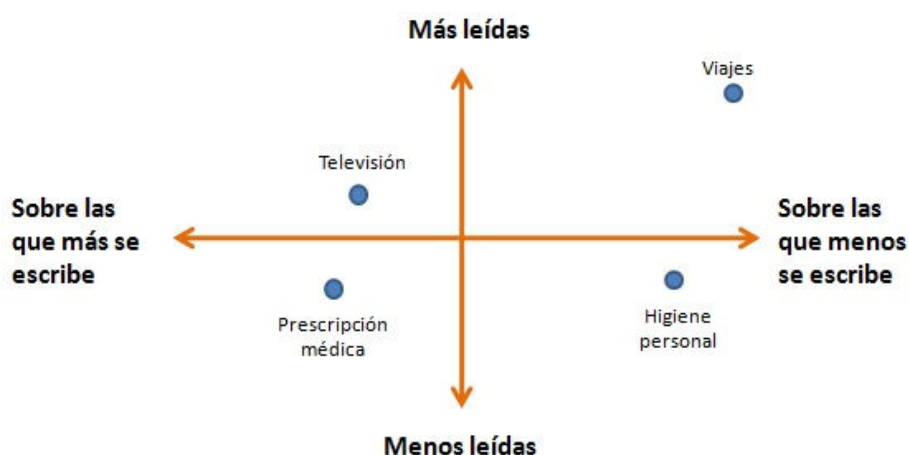 Más leídas
Viajes
Televisión
Sobre las
que más se
escribe
Sobre las
que menos
se escribe
Prescripción
médica
Higiene
personal
Menos leídas